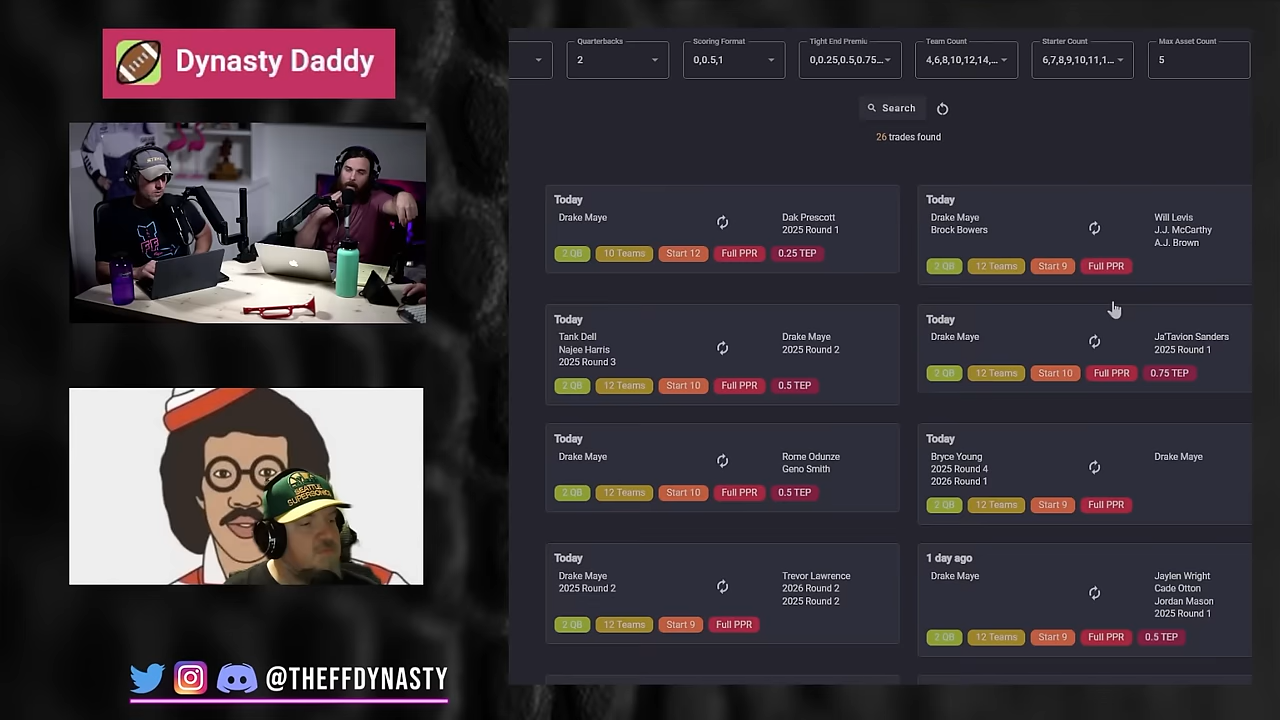 Dynasty Daddy
SEATTLE
SUPERSONICS
@THEFFDYNASTY
Quarterbacks
2
Scoring Format
0,0.5,1
Tight End Premiu
0,0.25,0.5,0.75...
Team Count
4,6,8,10,12,14,...
Starter Count
6,7,8,9,10,11,1...
Max Asset Count
5
Search
26 trades found
Today
Drake Maye
Dak Prescott
2025 Round 1
2 QB 10 Teams Start 12 Full PPR 0.25 TEP
Today
Drake Maye
Brock Bowers
Will Levis
J.J. McCarthy
A.J. Brown
2 QB 12 Teams Start 9 Full PPR
Today
Tank Dell
Najee Harris
2025 Round 3
Drake Maye
2025 Round 2
2 QB 12 Teams Start 10 Full PPR 0.5 TEP
Today
Drake Maye
Ja'Tavion Sanders
2025 Round 1
2 QB 12 Teams Start 10 Full PPR 0.75 TEP
Today
Drake Maye
Rome Odunze
Geno Smith
2 QB 12 Teams Start 10 Full PPR 0.5 TEP
Today
Bryce Young
2025 Round 4
2026 Round 1
Drake Maye
2 QB 12 Teams Start 9 Full PPR
Today
Drake Maye
2025 Round 2
Trevor Lawrence
2026 Round 2
2025 Round 2
2 QB 12 Teams Start 9 Full PPR
1 day ago
Drake Maye
Jaylen Wright
Cade Otton
Jordan Mason
2025 Round 1
2 QB 12 Teams Start 9 Full PPR 0.5 TEP